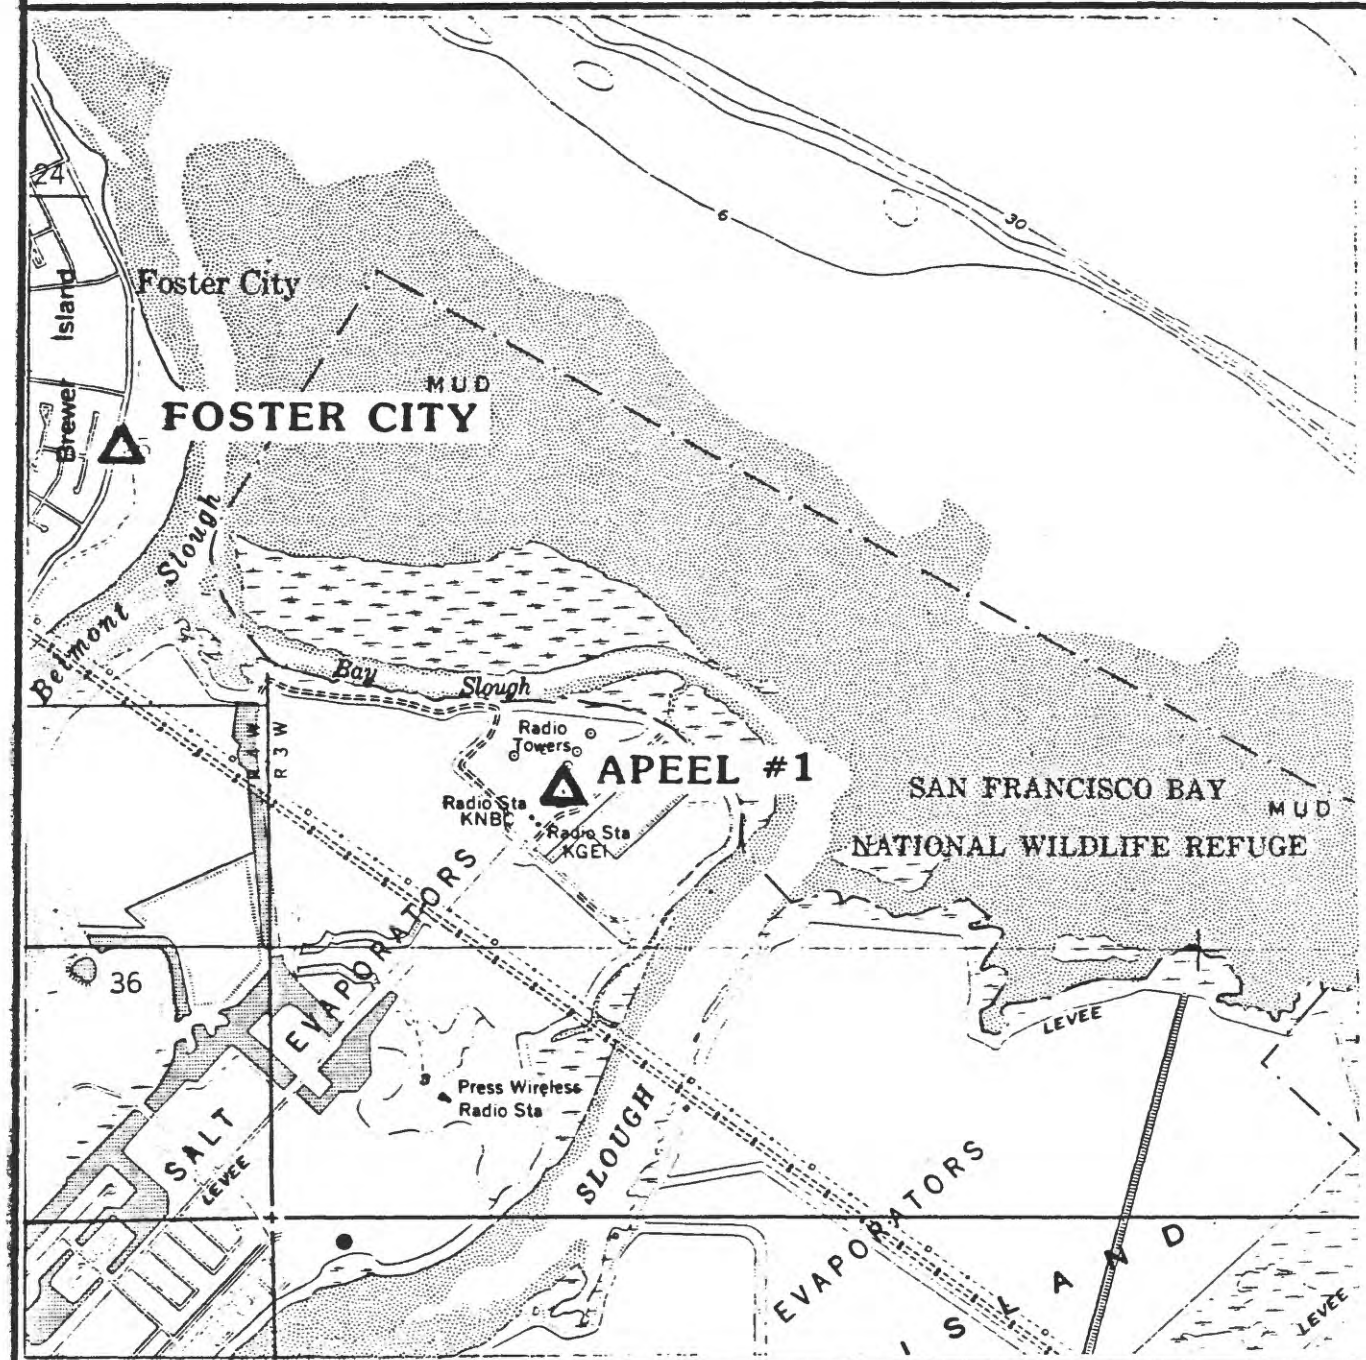 24
6
30
Foster City
Brewer Island
MUD
FOSTER CITY
Belmont Slough
Bay Slough
R 4 W
R 3 W
Radio
Towers
APEEL #1
Radio Sta
KNBC
Radio Sta
KGEI
SAN FRANCISCO BAY
MUD
NATIONAL WILDLIFE REFUGE
36
SALT EVAPORATORS
LEVEE
LEVEE
Press Wireless
Radio Sta
SLOUGH
EVAPORATORS
ISLAND
LEVEE